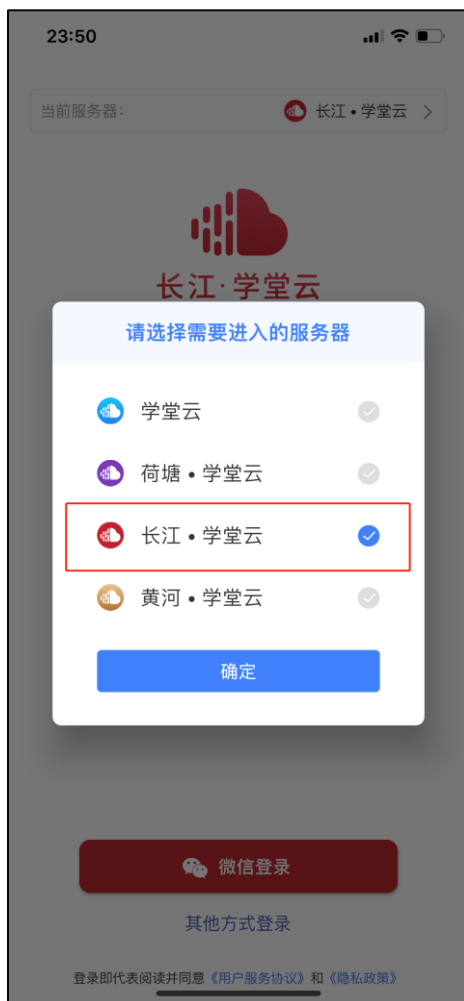 23:50
当前服务器： 长江•学堂云
长江·学堂云
请选择需要进入的服务器
学堂云
荷塘•学堂云
长江•学堂云
黄河•学堂云
确定
微信登录
其他方式登录
登录即代表阅读并同意《用户服务协议》和《隐私政策》